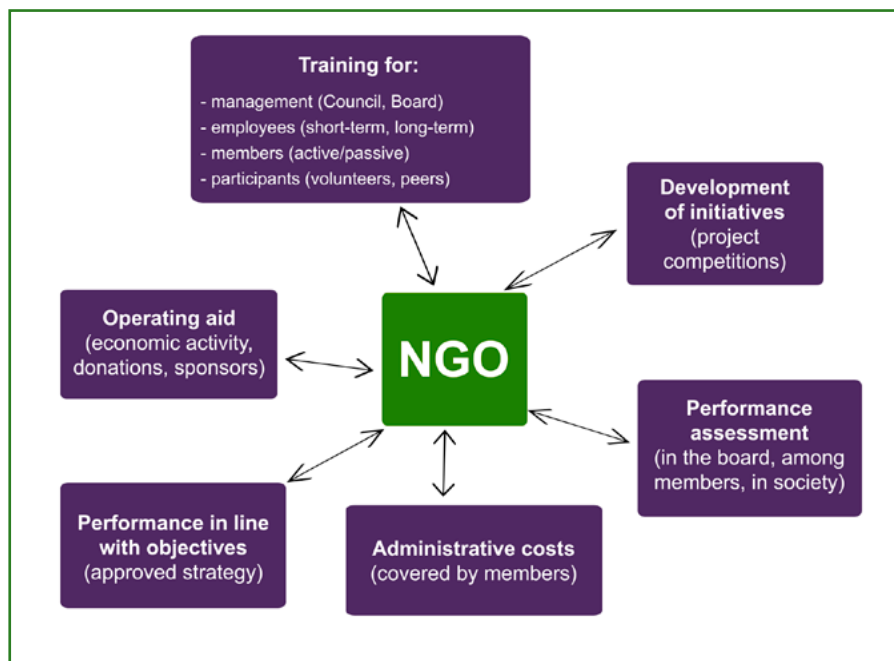 Training for:
- management (Council, Board)
- employees (short-term, long-term)
- members (active/passive)
- participants (volunteers, peers)
Development
of initiatives
(project
competitions)
Operating aid
(economic activity,
donations, sponsors)
NGO
Performance
assessment
(in the board, among
members, in society)
Performance in line
with objectives
(approved strategy)
Administrative costs
(covered by members)